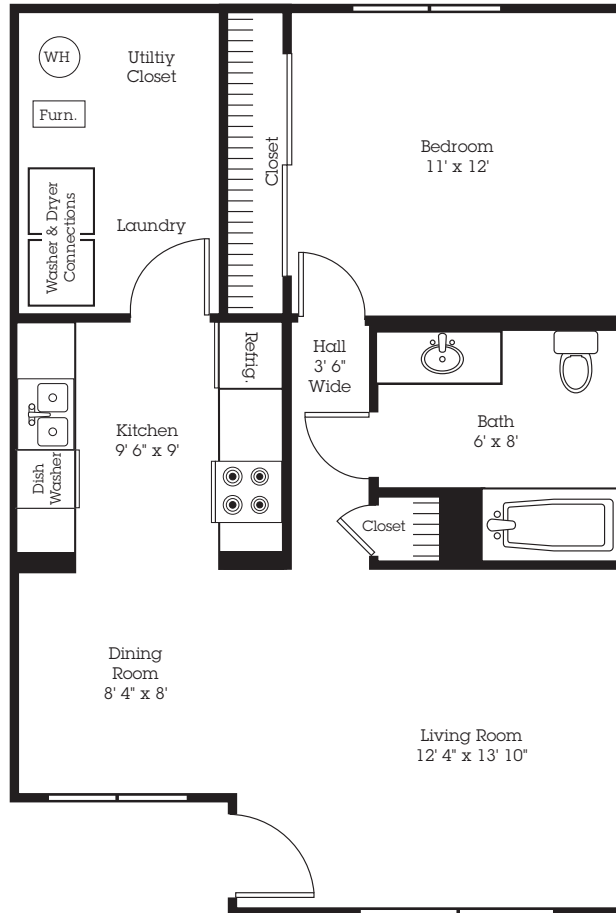 WH
Utiltiy
Closet
Furn.
Washer & Dryer
Connections
Laundry
Closet
Bedroom
11' x 12'
Refrig.
Hall
3' 6"
Wide
Kitchen
9' 6" x 9'
Dish
Washer
Bath
6' x 8'
Closet
Dining
Room
8' 4" x 8'
Living Room
12' 4" x 13' 10"